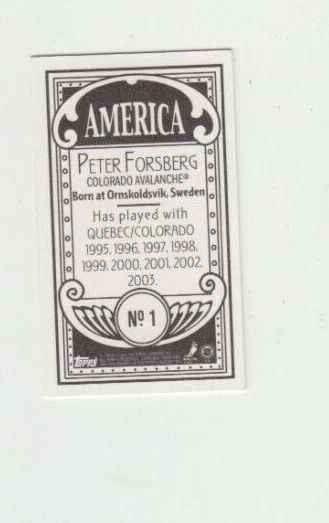 AMERICA
PETER FORSBERG
COLORADO AVALANCHE®
Born at Ornskoldsvik, Sweden
Has played with
QUEBEC/COLORADO
1995, 1996, 1997, 1998,
1999, 2000, 2001, 2002,
2003.
Nº 1
TOPPS